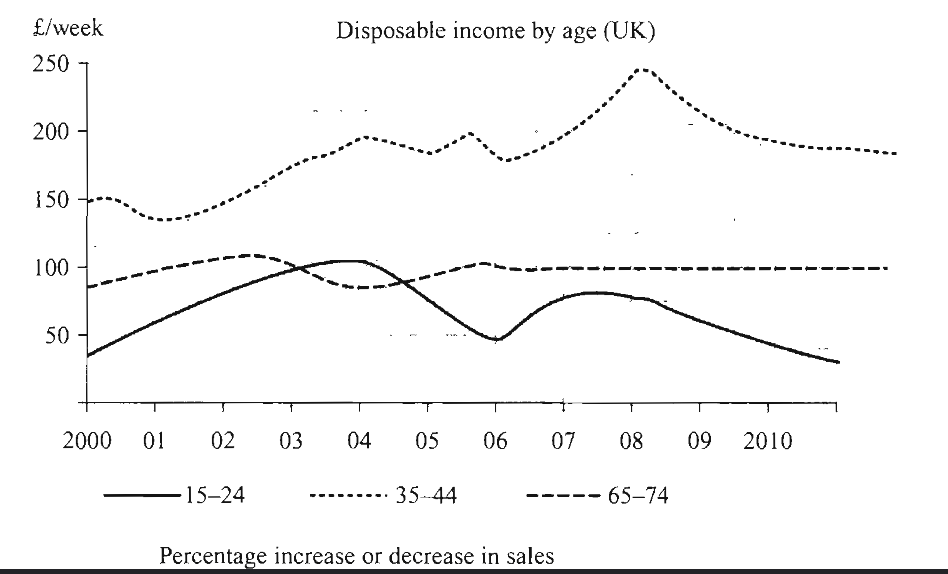 £/week
Disposable income by age (UK)
250
200
150
100
50
2000 01 02 03 04 05 06 07 08 09 2010
15–24 35–44 65–74
Percentage increase or decrease in sales